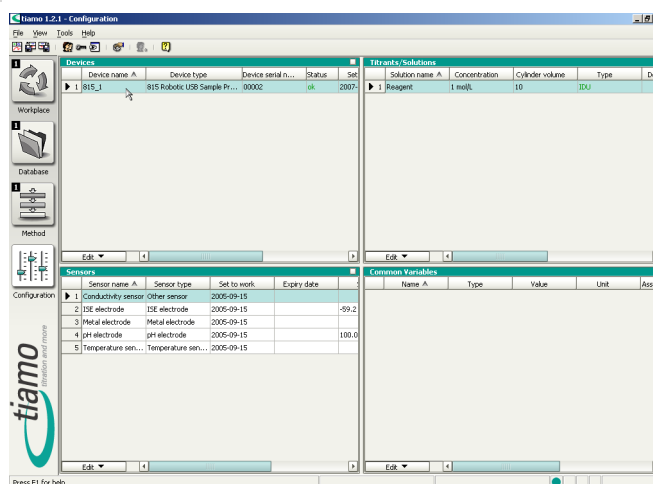 tiamo 1.2.1 - Configuration
File View Tools Help
Devices
Device name Device type Device serial n... Status Set
1 815_1 815 Robotic USB Sample Pr... 00002 ok 2007-
Edit
Titrants/Solutions
Solution name Concentration Cylinder volume Type
1 Reagent 1 mol/L 10 IDU
Edit
Sensors
Sensor name Sensor type Set to work Expiry date
1 Conductivity sensor Other sensor 2005-09-15
2 ISE electrode ISE electrode 2005-09-15 -59.2
3 Metal electrode Metal electrode 2005-09-15
4 pH electrode pH electrode 2005-09-15 100.0
5 Temperature sen... Temperature sen... 2005-09-15
Edit
Common Variables
Name Type Value Unit Ass
Edit
1
Workplace
1
Database
1
Method
Configuration
tiamo
titration and more
Press F1 for help